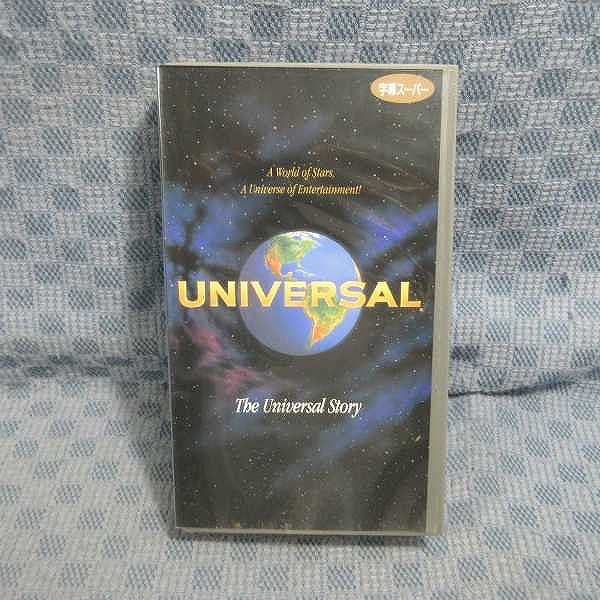 字幕スーパー
A World of Stars,
A Universe of Entertainment!
UNIVERSAL
The Universal Story